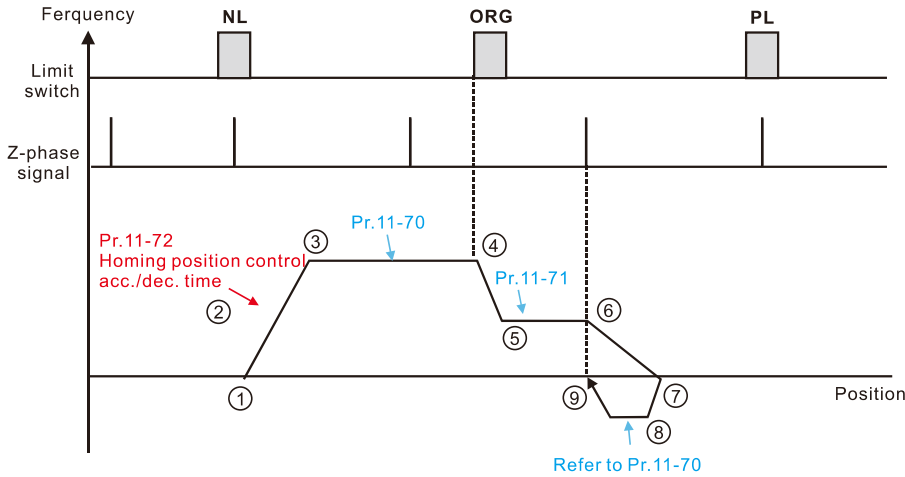 Ferquency
NL
ORG
PL
Limit
switch
Z-phase
signal
Pr.11-70
Pr.11-72
Homing position control
acc./dec. time
③
④
Pr.11-71
②
⑤
⑥
①
⑨
⑦
Position
⑧
Refer to Pr.11-70